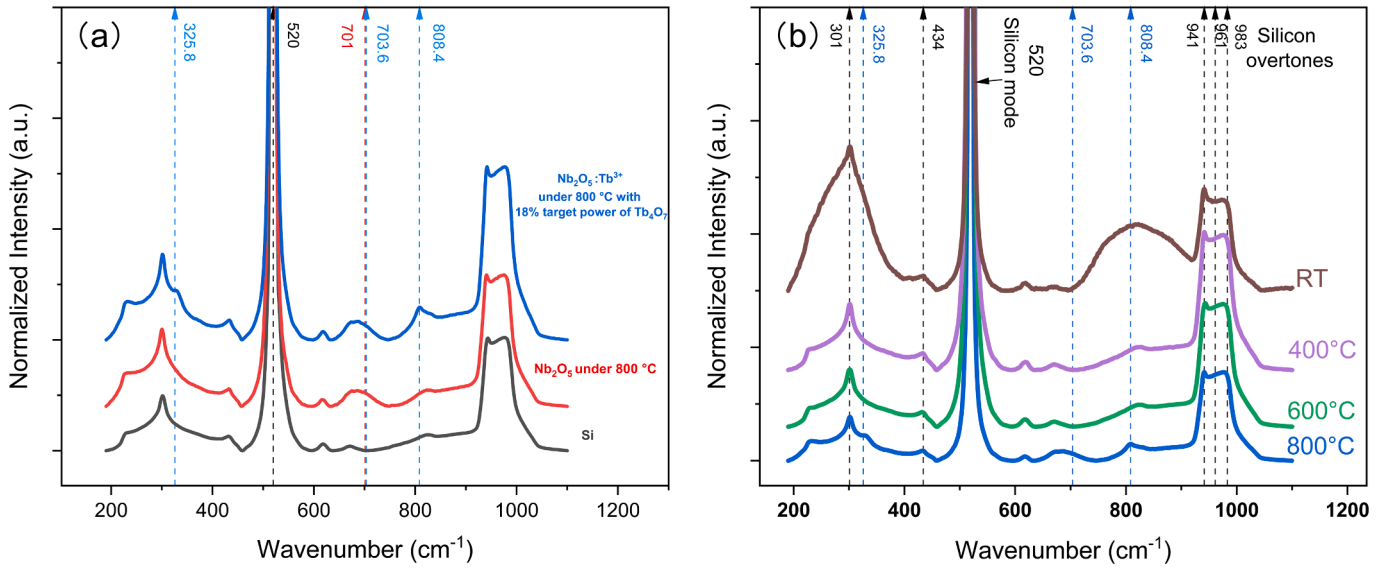 (a)
325.8
520
701
703.6
808.4
Nb₂O₅:Tb³⁺
under 800 °C with
18% target power of Tb₄O₇
Nb₂O₅ under 800 °C
Si
Normalized Intensity (a.u.)
200 400 600 800 1000 1200
Wavenumber (cm⁻¹)
(b)
301
325.8
434
520
Silicon mode
703.6
808.4
941
961
983
Silicon
overtones
RT
400°C
600°C
800°C
Normalized Intensity (a.u.)
200 400 600 800 1000 1200
Wavenumber (cm⁻¹)